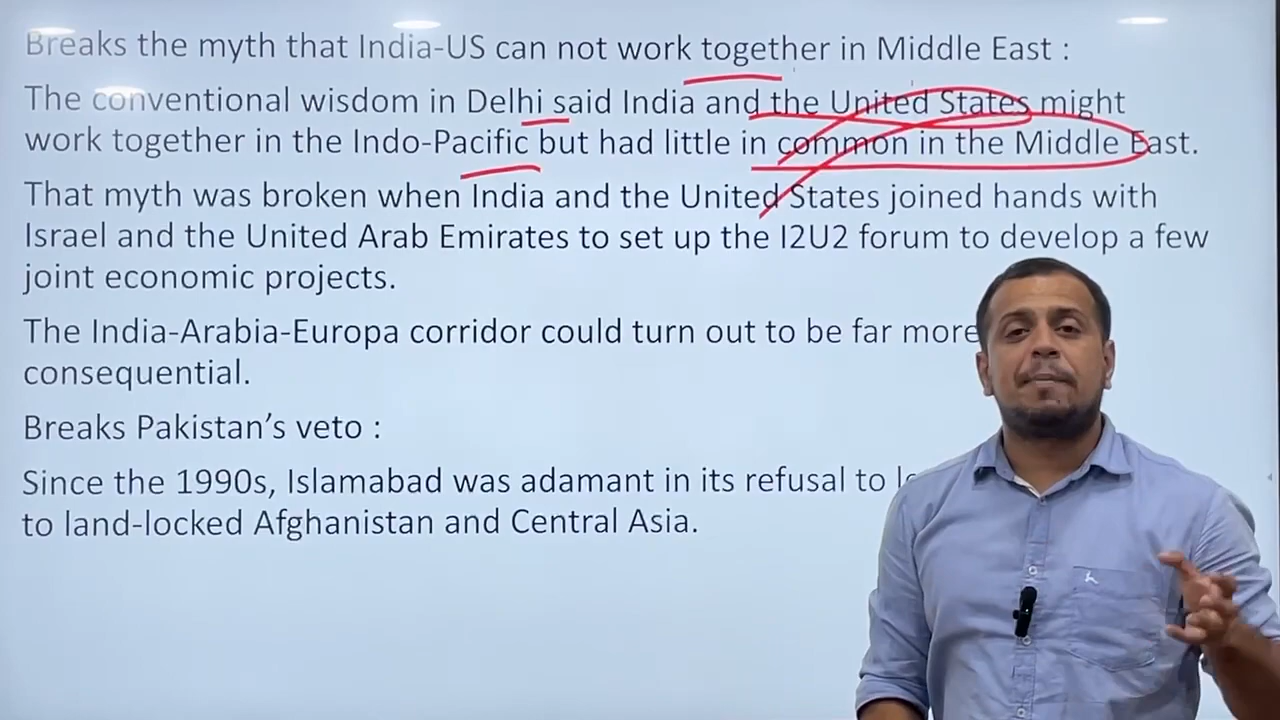 Breaks the myth that India-US can not work together in Middle East :
The conventional wisdom in Delhi said India and the United States might
work together in the Indo-Pacific but had little in common in the Middle East.
That myth was broken when India and the United States joined hands with
Israel and the United Arab Emirates to set up the I2U2 forum to develop a few
joint economic projects.
The India-Arabia-Europa corridor could turn out to be far more
consequential.
Breaks Pakistan’s veto :
Since the 1990s, Islamabad was adamant in its refusal to
to land-locked Afghanistan and Central Asia.